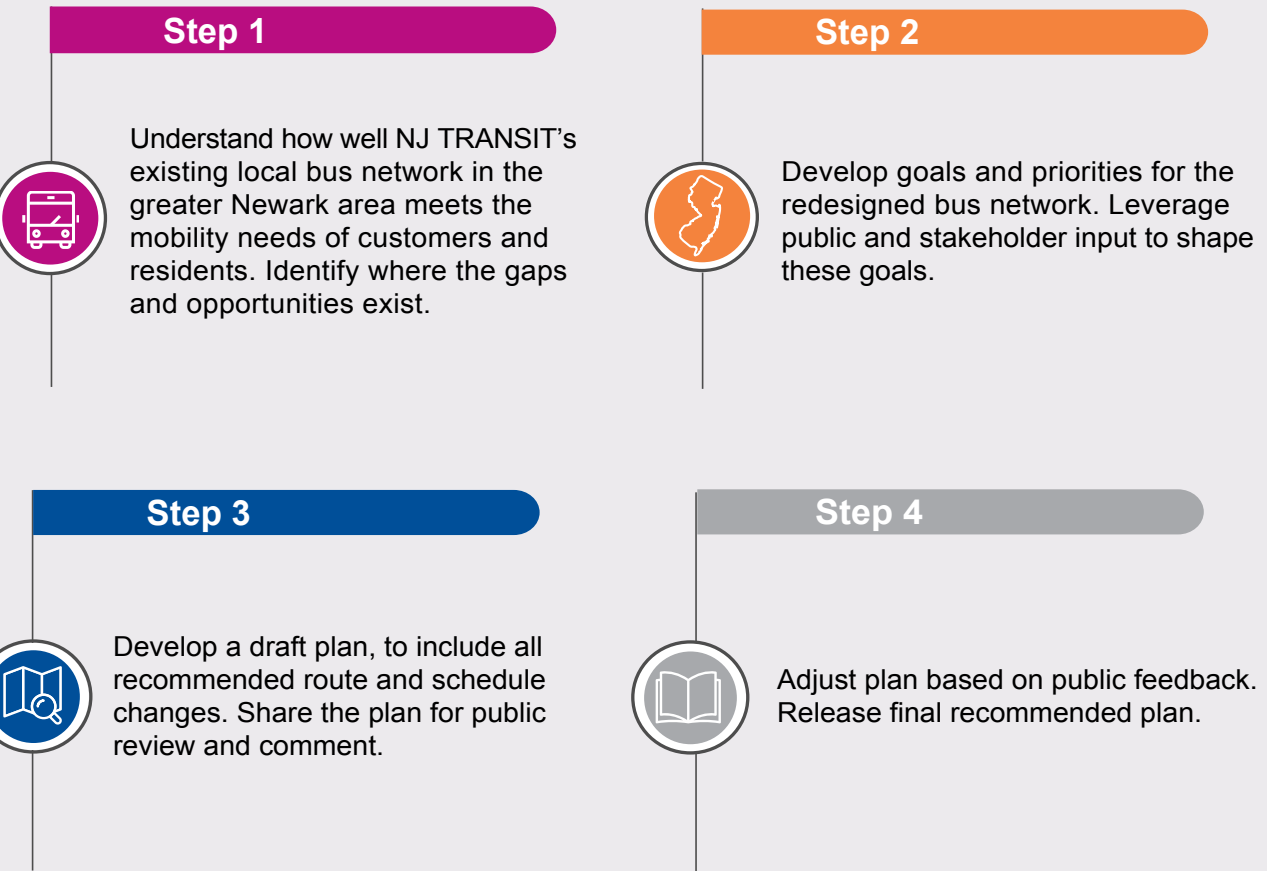 Step 1
Understand how well NJ TRANSIT's
existing local bus network in the
greater Newark area meets the
mobility needs of customers and
residents. Identify where the gaps
and opportunities exist.
Step 2
Develop goals and priorities for the
redesigned bus network. Leverage
public and stakeholder input to shape
these goals.
Step 3
Develop a draft plan, to include all
recommended route and schedule
changes. Share the plan for public
review and comment.
Step 4
Adjust plan based on public feedback.
Release final recommended plan.